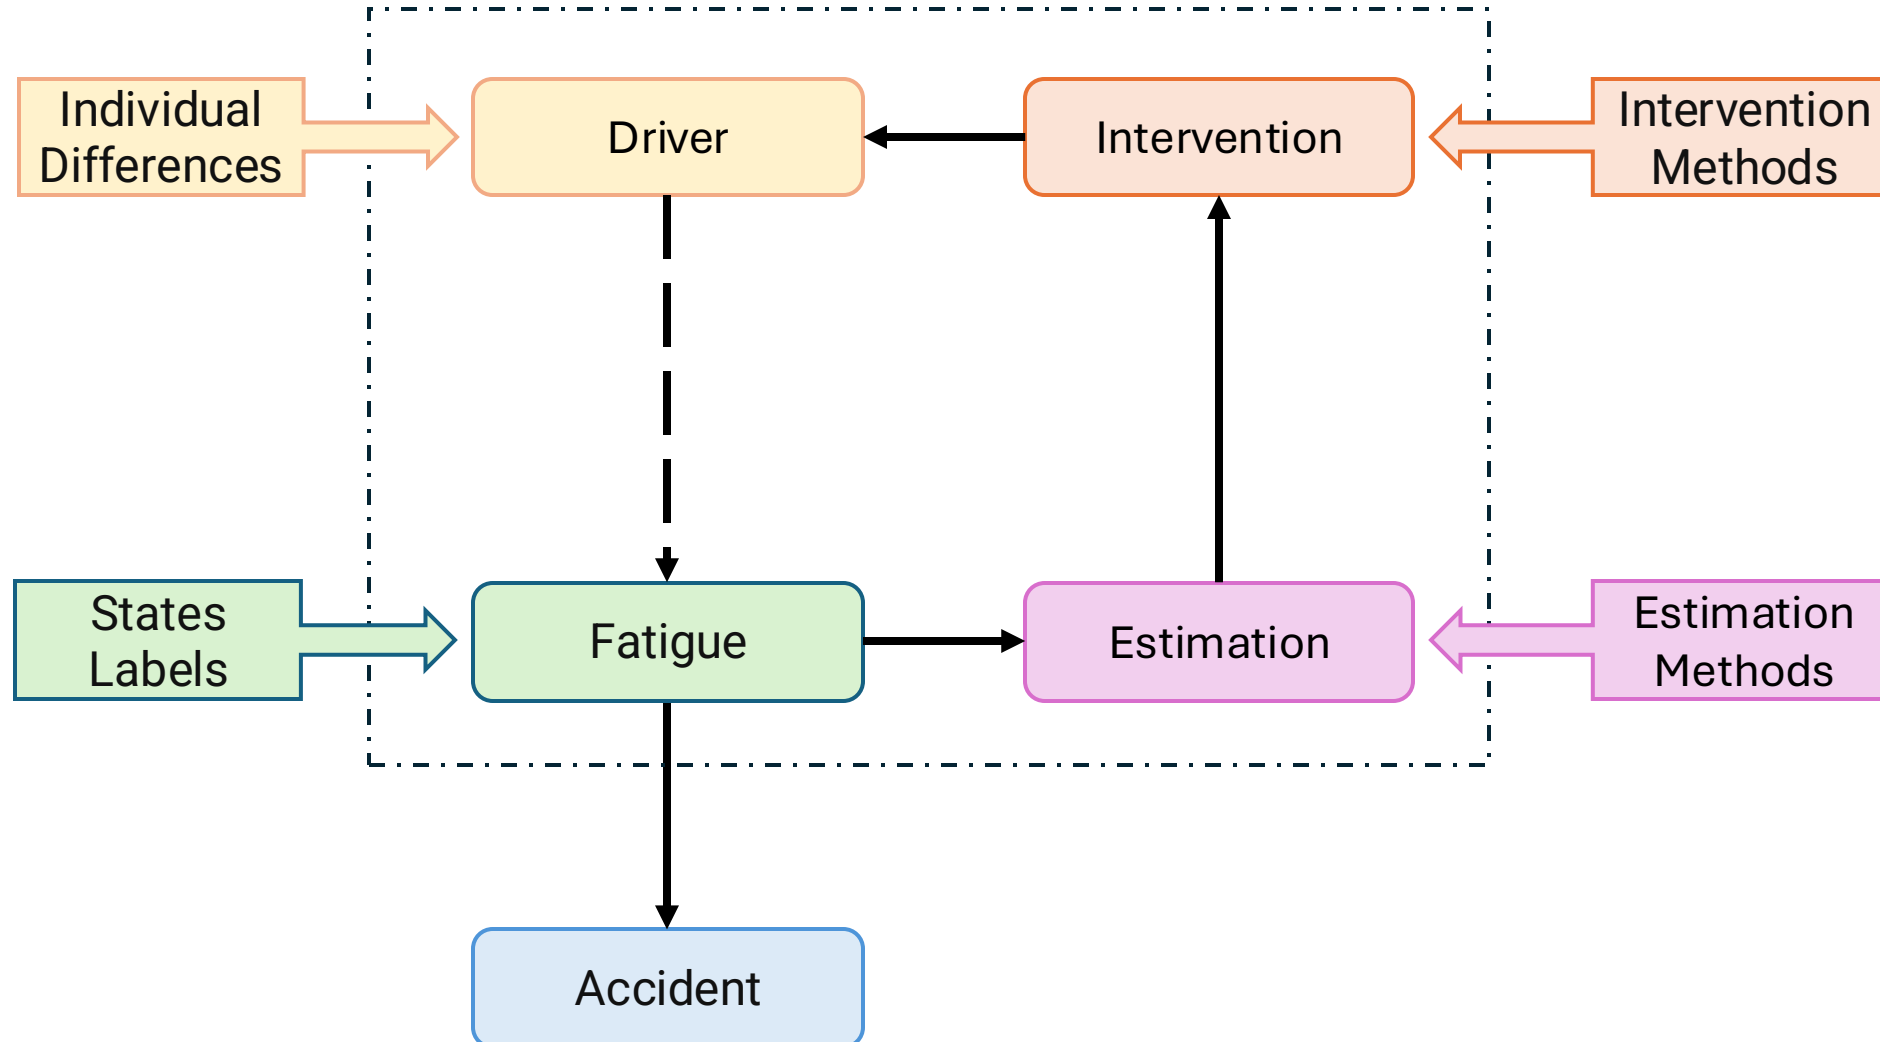 Individual
Differences
Driver
Intervention
Intervention
Methods
States
Labels
Fatigue
Estimation
Estimation
Methods
Accident